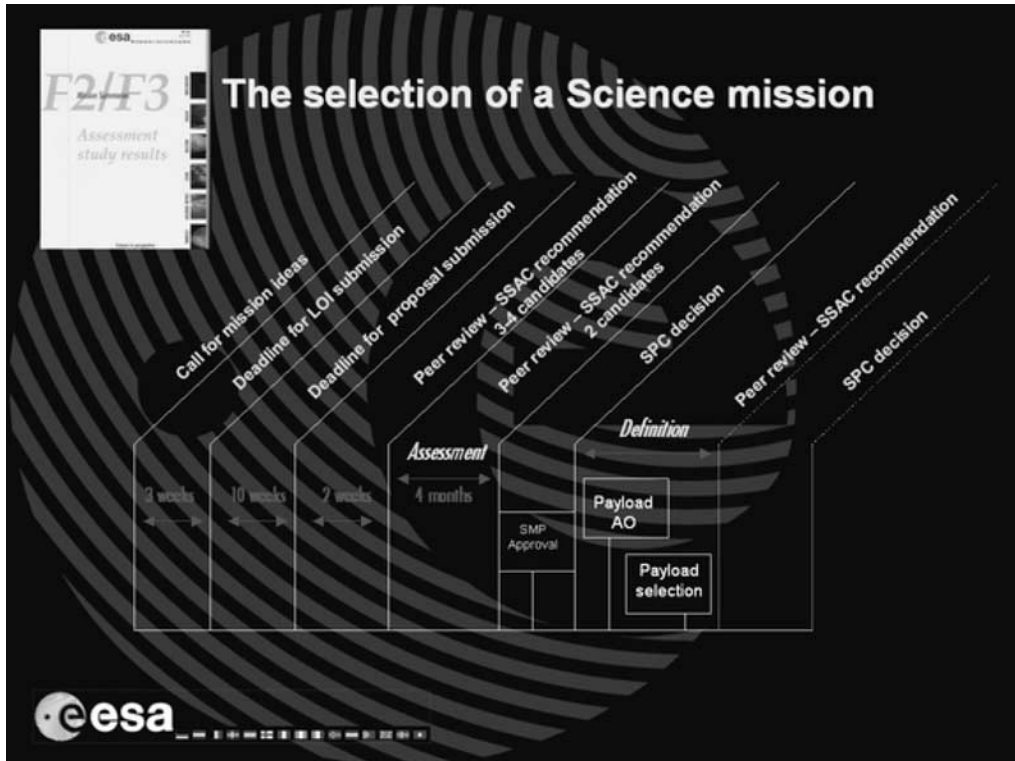 esa
F2/F3
Assessment
study results
The selection of a Science mission
Call for mission ideas
Deadline for LOI submission
Deadline for proposal submission
Peer review – SSAC recommendation
3-4 candidates
Peer review – SSAC recommendation
2 candidates
SPC decision
Peer review – SSAC recommendation
SPC decision
3 weeks
10 weeks
2 weeks
Assessment
4 months
Definition
SMP
Approval
Payload
AO
Payload
selection
esa